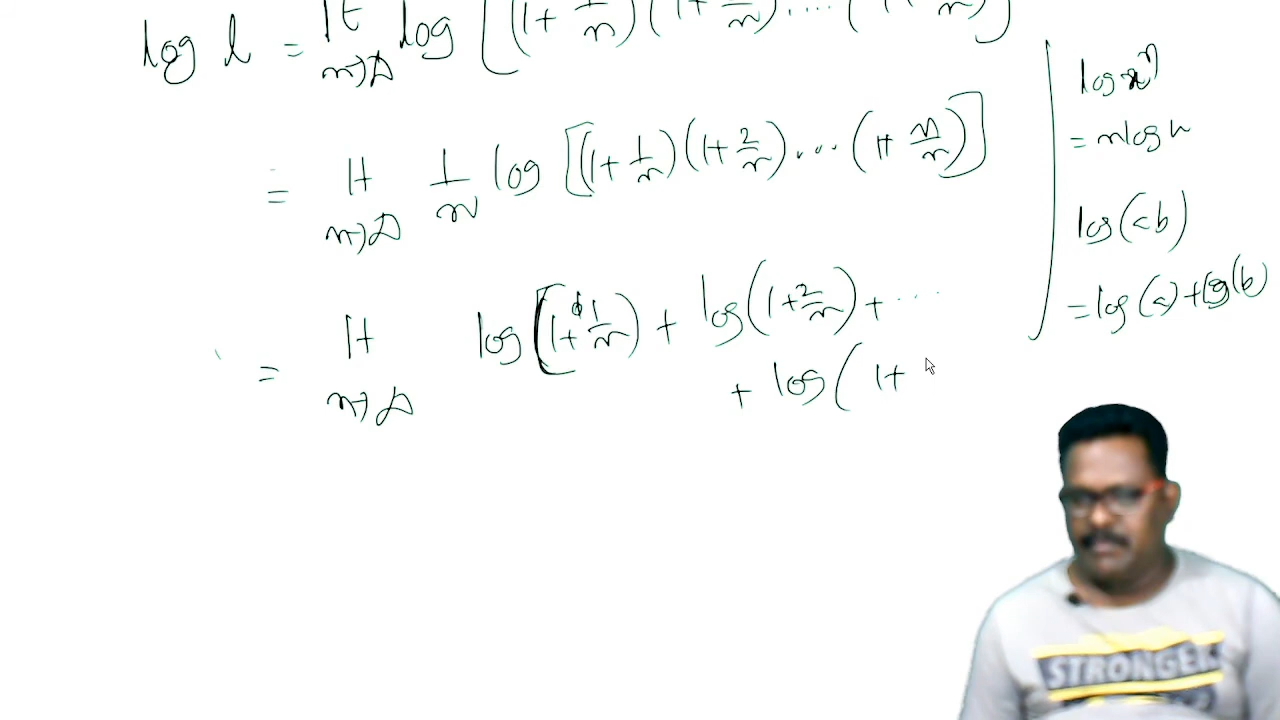 log l = lt log [(1+ 1/n)(1+ /n).... (1+ /n)]
n→∞
= lt 1/n log [(1+ 1/n)(1+ 2/n)... (1+ n/n)]
n→∞
= lt log(1+ 1/n) + log(1+ 2/n) + ....
n→∞ + log( 1+
log xⁿ
= n log x
log(ab)
= log(a)+log(b)
STRONGER